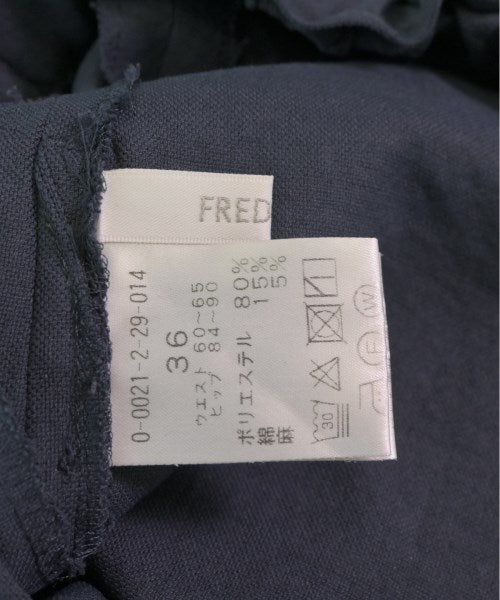 FRED
0-0021-2-29-014
36
ウエスト 60～65
ヒップ 84～90
ポリエステル 80%
綿 15%
麻 5%
30
F
W